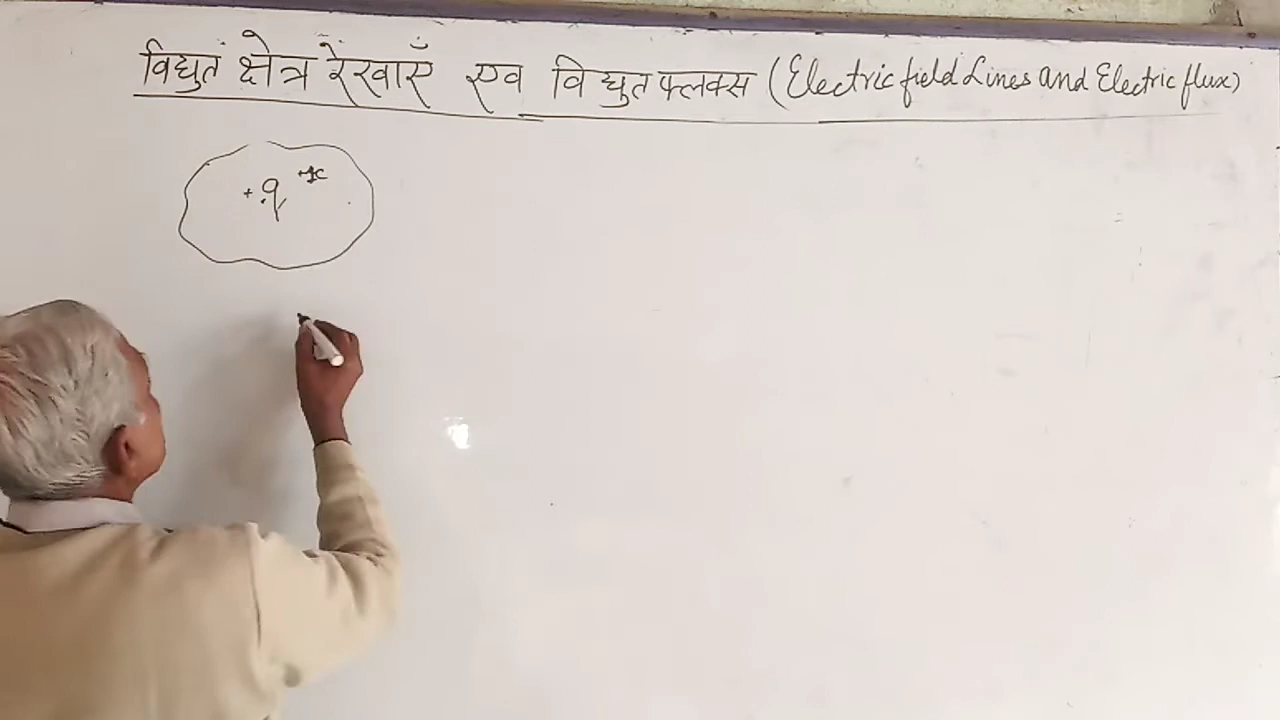 विद्युत क्षेत्र रेखाएँ एवं विद्युत फ्लक्स (Electric field Lines and Electric flux)
+1C
+ q